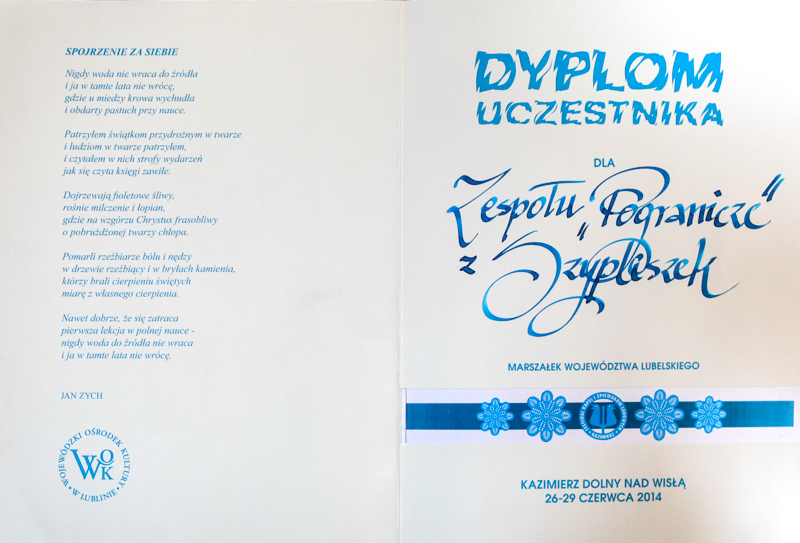 SPOJRZENIE ZA SIEBIE
Nigdy woda nie wraca do źródła
i ja w tamte lata nie wrócę,
gdzie u miedzy krowa wychudła
i obdarty pastuch przy nauce.
Patrzyłem świątkom przydrożnym w twarze
i ludziom w twarze patrzyłem,
i czytałem w nich strofy wydarzeń
jak się czyta księgi zawiłe.
Dojrzewają fioletowe śliwy,
rośnie milczenie i łopian,
gdzie na wzgórzu Chrystus frasobliwy
o pobrużdżonej twarzy chłopa.
Pomarli rzeźbiarze bólu i nędzy
w drzewie rzeźbiący i w bryłach kamienia,
którzy brali cierpieniu świętych
miarę z własnego cierpienia.
Nawet dobrze, że się zatraca
pierwsza lekcja w polnej nauce -
nigdy woda do źródła nie wraca
i ja w tamte lata nie wrócę.
JAN ZYCH
WOJEWÓDZKI OŚRODEK KULTURY
WOK
• W LUBLINIE •
DYPLOM
UCZESTNIKA
DLA
Zespołu „Pogranicze"
z Szypliszek
MARSZAŁEK WOJEWÓDZTWA LUBELSKIEGO
KAZIMIERZ DOLNY NAD WISŁĄ
26-29 CZERWCA 2014